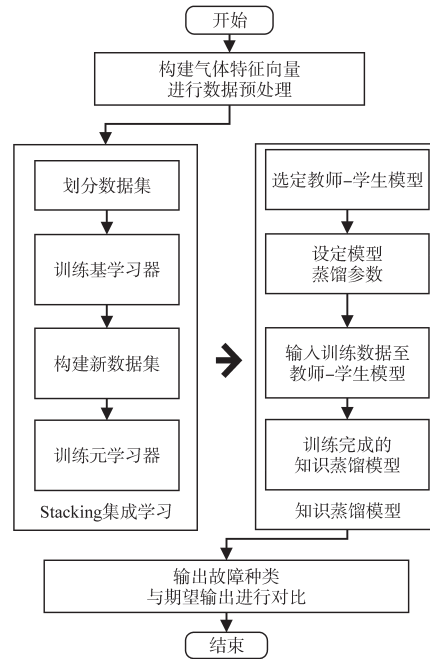 开始
构建气体特征向量
进行数据预处理
划分数据集
训练基学习器
构建新数据集
训练元学习器
Stacking集成学习
选定教师–学生模型
设定模型
蒸馏参数
输入训练数据至
教师–学生模型
训练完成的
知识蒸馏模型
知识蒸馏模型
输出故障种类
与期望输出进行对比
结束